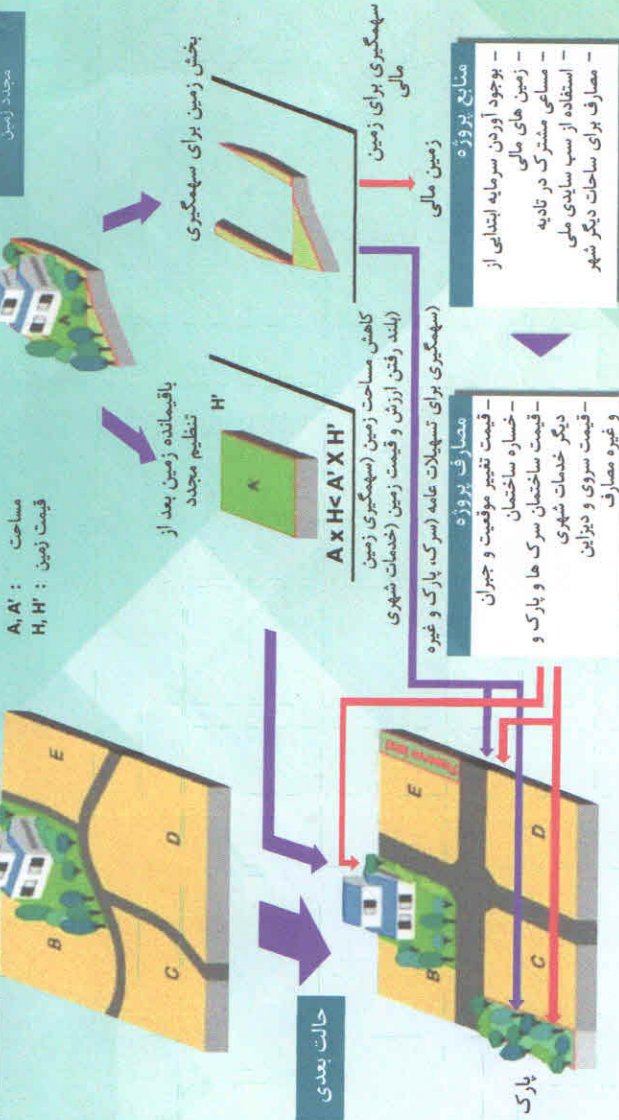 مجدد زمین
A, A' : مساحت
H, H' : قیمت زمین
A
B
E
C
D
بخش زمین برای سهمگیری
باقیمانده زمین بعد از
تنظیم مجدد
H'
A
A x H< A' X H'
کاهش مساحت زمین (سهمگیری زمین
(بلند رفتن ارزش و قیمت زمین (خدمات شهری
(سهمگیری برای تسهیلات عامه (سرک، پارک و غیره
سهمگیری برای زمین
مالی
زمین مالی
حالت بعدی
B
E
C
D
پارک
مصارف پروژه
- قیمت تغییر موقعیت و جبران
خساره ساختمان
- قیمت ساختمان سرک ها و پارک و
دیگر خدمات شهری
- قیمت سروی و دیزاین
و غیره مصارف
منابع پروژه
- بوجود آوردن سرمایه ابتدایی از
زمین های مالی
- مساعی مشترک در تادیه
- استفاده از سب سایدی ملی
- مصارف برای ساحات دیگر شهر